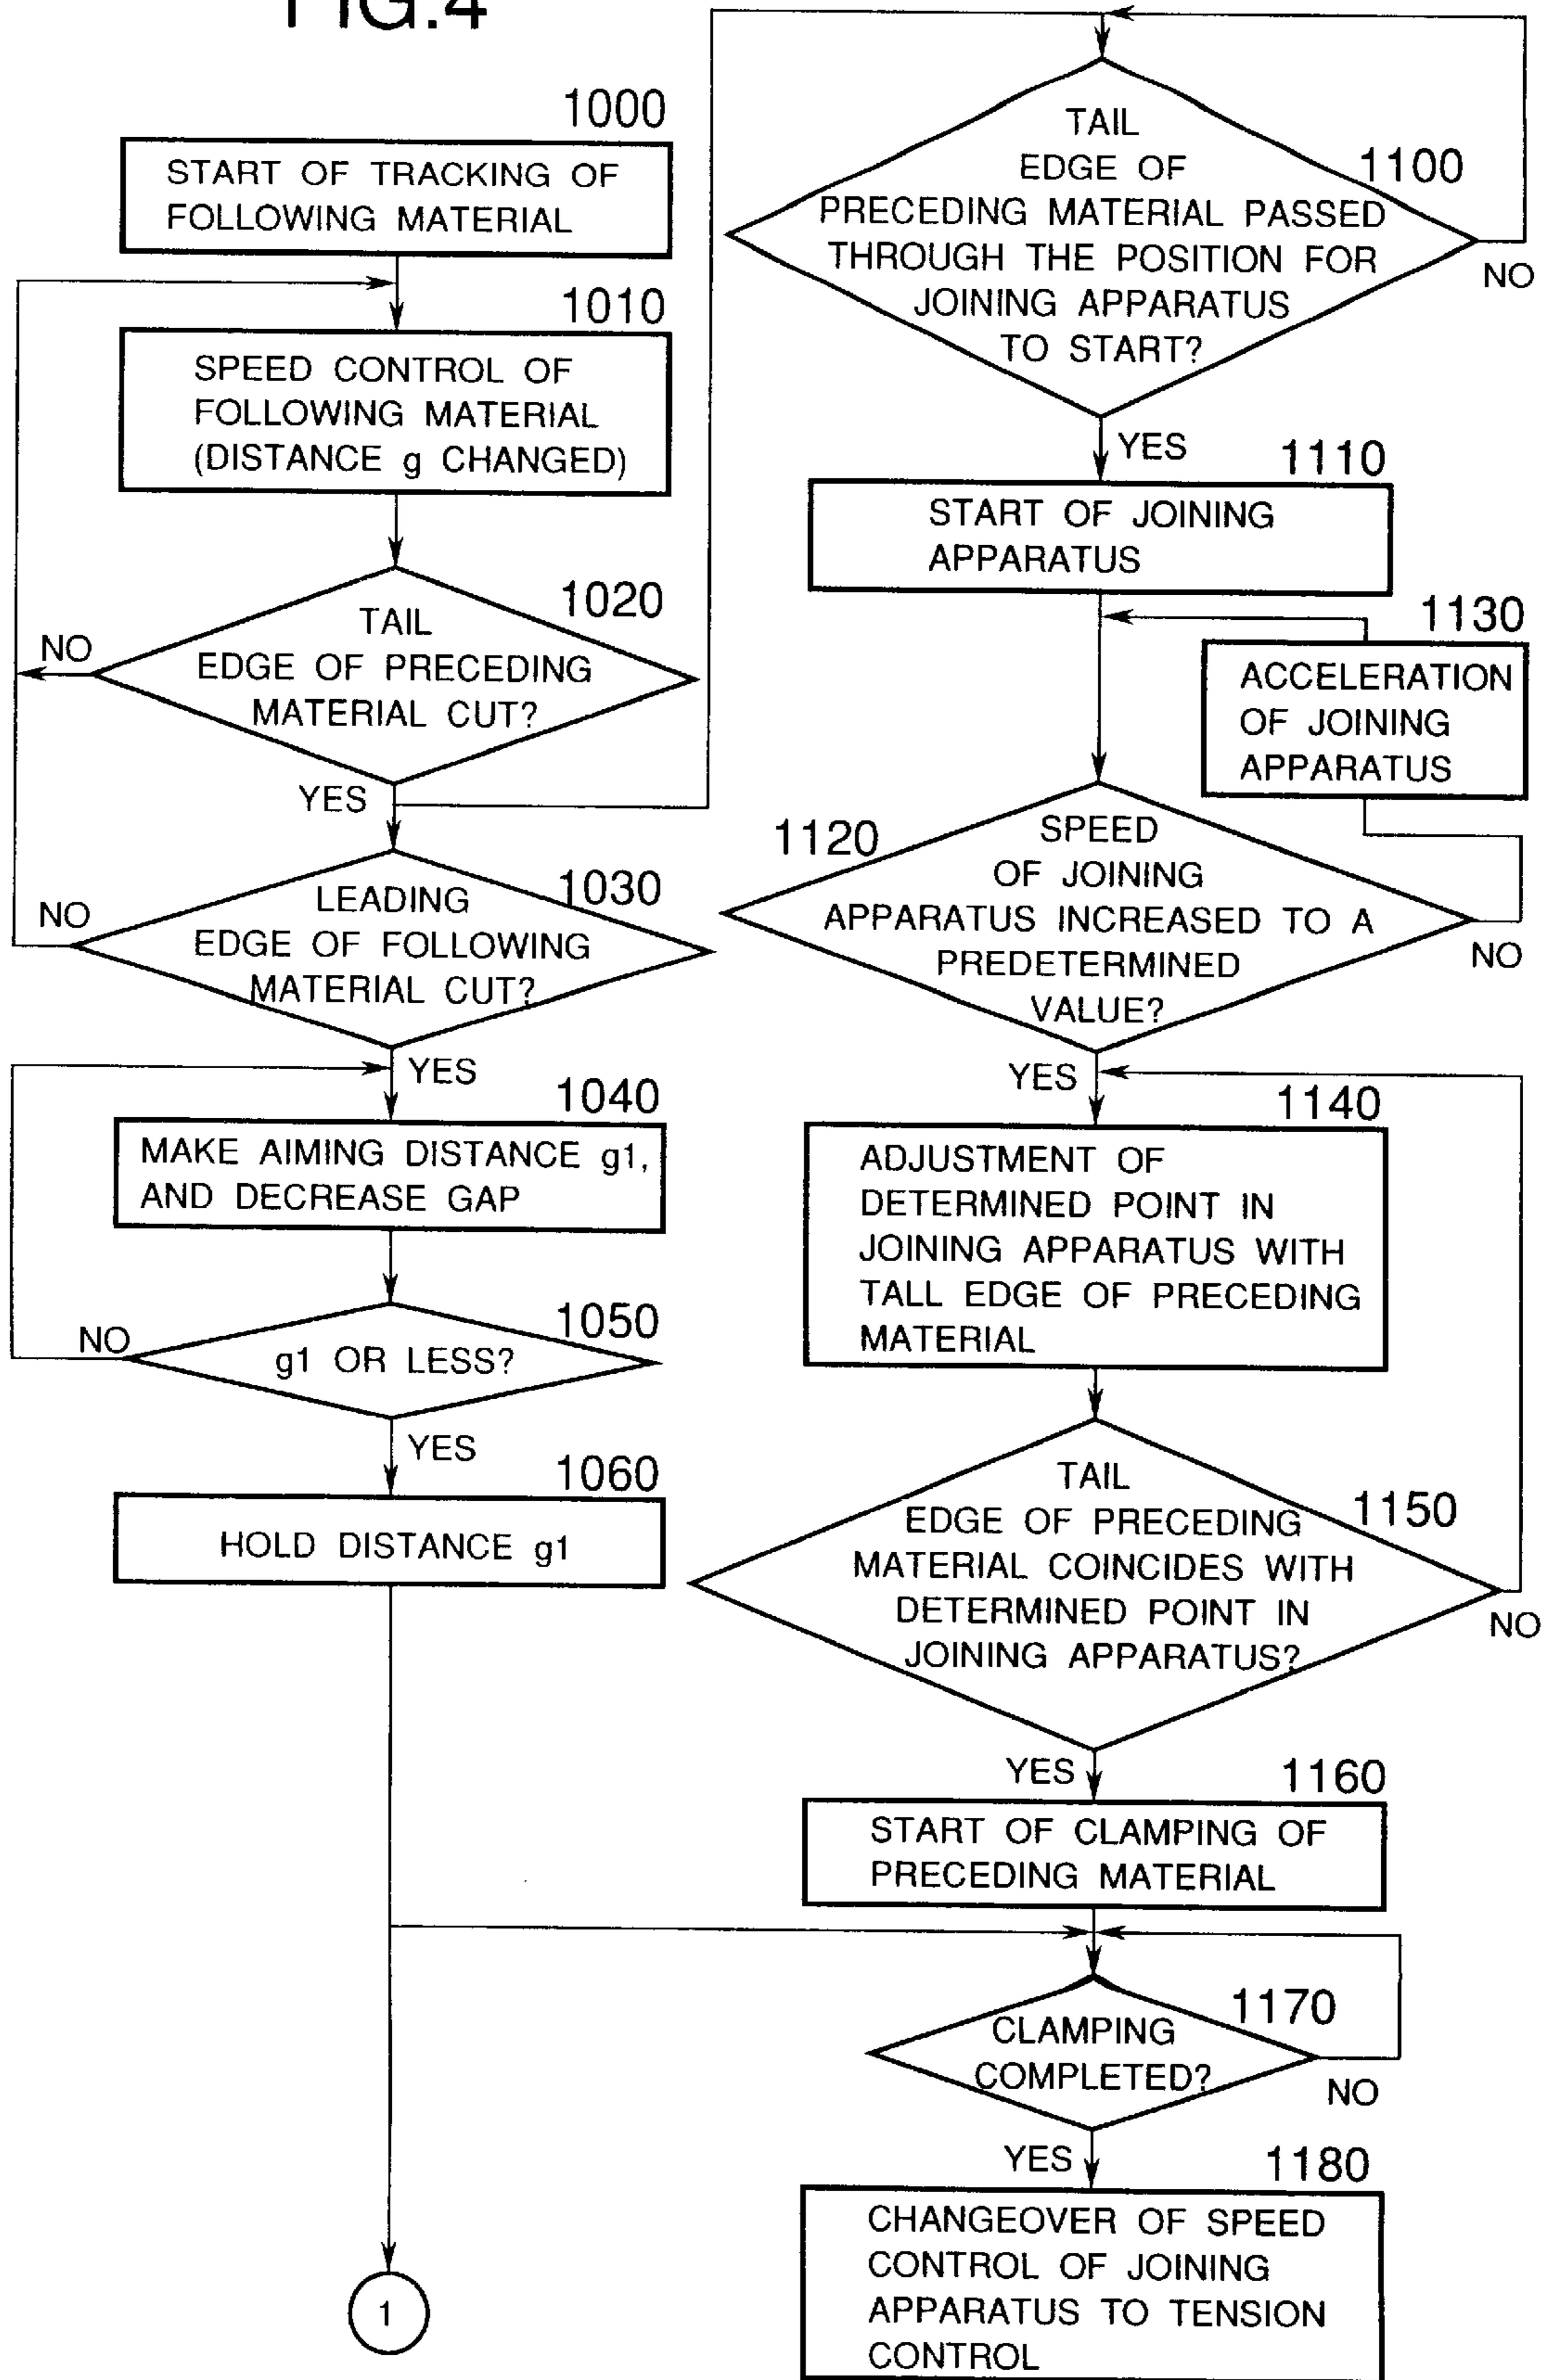 FIG.4
1000
START OF TRACKING OF
FOLLOWING MATERIAL
1010
SPEED CONTROL OF
FOLLOWING MATERIAL
(DISTANCE g CHANGED)
1020
TAIL
EDGE OF PRECEDING
MATERIAL CUT?
NO
YES
1030
LEADING
EDGE OF FOLLOWING
MATERIAL CUT?
NO
YES
1040
MAKE AIMING DISTANCE g1,
AND DECREASE GAP
1050
g1 OR LESS?
NO
YES
1060
HOLD DISTANCE g1
1
1100
TAIL
EDGE OF
PRECEDING MATERIAL PASSED
THROUGH THE POSITION FOR
JOINING APPARATUS
TO START?
NO
YES
1110
START OF JOINING
APPARATUS
1130
ACCELERATION
OF JOINING
APPARATUS
1120
SPEED
OF JOINING
APPARATUS INCREASED TO A
PREDETERMINED
VALUE?
NO
YES
1140
ADJUSTMENT OF
DETERMINED POINT IN
JOINING APPARATUS WITH
TALL EDGE OF PRECEDING
MATERIAL
1150
TAIL
EDGE OF PRECEDING
MATERIAL COINCIDES WITH
DETERMINED POINT IN
JOINING APPARATUS?
NO
YES
1160
START OF CLAMPING OF
PRECEDING MATERIAL
1170
CLAMPING
COMPLETED?
NO
YES
1180
CHANGEOVER OF SPEED
CONTROL OF JOINING
APPARATUS TO TENSION
CONTROL